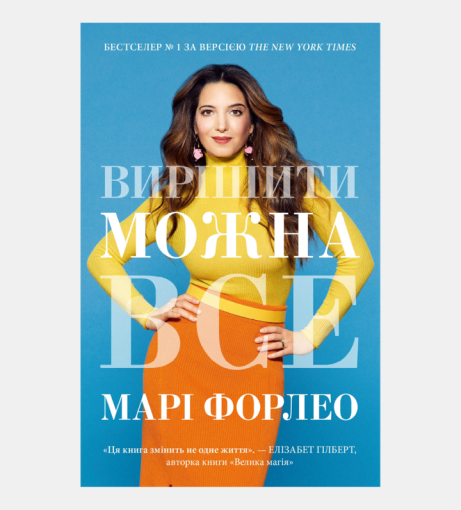 БЕСТСЕЛЕР № 1 ЗА ВЕРСІЄЮ THE NEW YORK TIMES
ВИРІШИТИ
МОЖНА
ВСЕ
МАРІ ФОРЛЕО
«Ця книга змінить не одне життя». — ЕЛІЗАБЕТ ГІЛБЕРТ,
авторка книги «Велика магія»